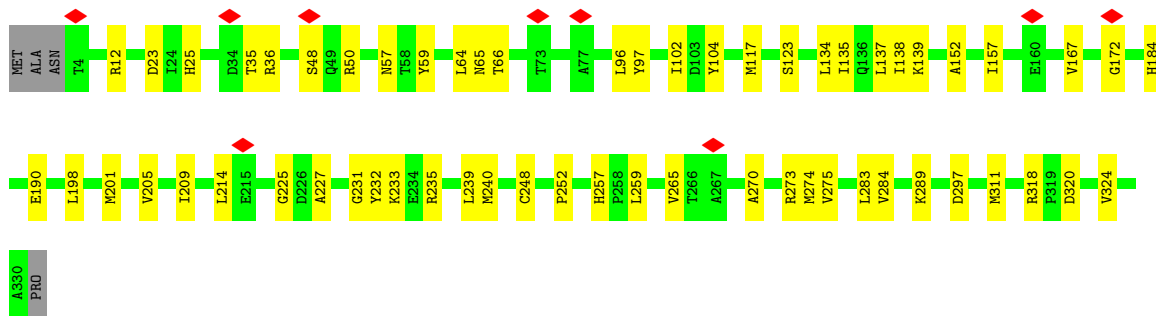 MET ALA ASN T4 R12 D23 I24 H25 D34 T35 R36 S48 Q49 R50 N57 T58 Y59 L64 N65 T66 T73 A77 L96 Y97 I102 D103 Y104 M117 S123 L134 I135 Q136 L137 I138 K139 A152 I157 E160 V167 G172 H184
E190 L198 M201 V205 I209 L214 E215 G225 D226 A227 G231 Y232 K233 E234 R235 L239 M240 C248 P252 H257 P258 L259 V265 T266 A267 A270 R273 M274 V275 L283 V284 K289 D297 M311 R318 P319 D320 V324
A330 PRO